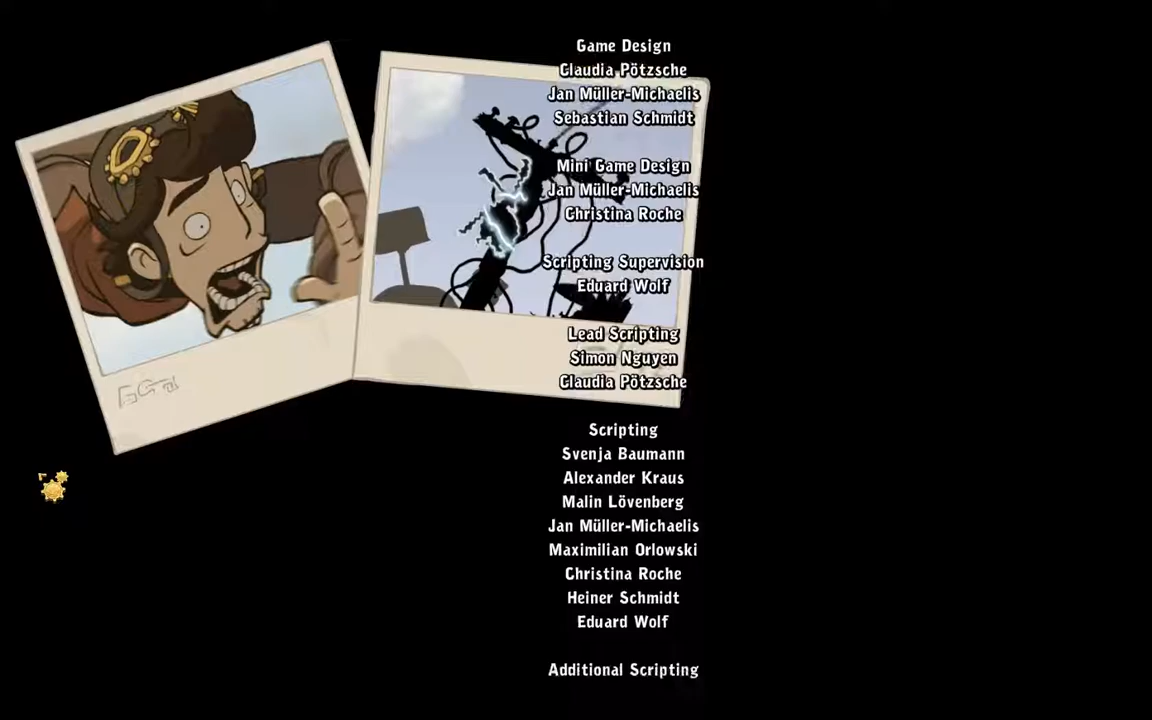 Game Design
Claudia Pötzsche
Jan Müller-Michaelis
Sebastian Schmidt
Mini Game Design
Jan Müller-Michaelis
Christina Roche
Scripting Supervision
Eduard Wolf
Lead Scripting
Simon Nguyen
Claudia Pötzsche
Scripting
Svenja Baumann
Alexander Kraus
Malin Lövenberg
Jan Müller-Michaelis
Maximilian Orlowski
Christina Roche
Heiner Schmidt
Eduard Wolf
Additional Scripting